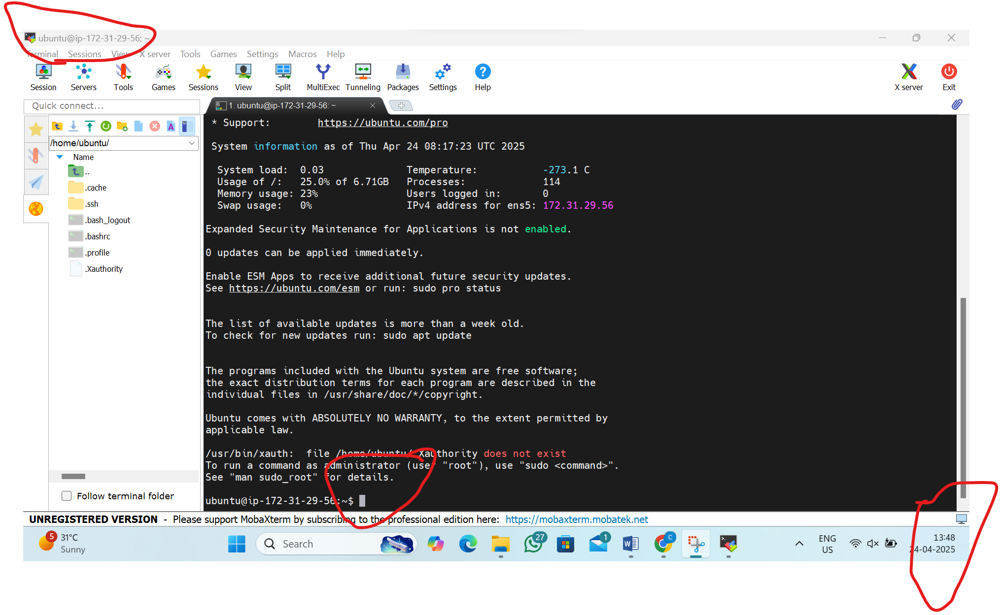 ubuntu@ip-172-31-29-56: ~
Terminal Sessions View X server Tools Games Settings Macros Help
Session Servers Tools Games Sessions View Split MultiExec Tunneling Packages Settings Help X server Exit
Quick connect...
1. ubuntu@ip-172-31-29-56: ~
/home/ubuntu/
Name
..
.cache
.ssh
.bash_logout
.bashrc
.profile
.Xauthority
Follow terminal folder
* Support: https://ubuntu.com/pro
System information as of Thu Apr 24 08:17:23 UTC 2025
System load: 0.03 Temperature: -273.1 C
Usage of /: 25.0% of 6.71GB Processes: 114
Memory usage: 23% Users logged in: 0
Swap usage: 0% IPv4 address for ens5: 172.31.29.56
Expanded Security Maintenance for Applications is not enabled.
0 updates can be applied immediately.
Enable ESM Apps to receive additional future security updates.
See https://ubuntu.com/esm or run: sudo pro status
The list of available updates is more than a week old.
To check for new updates run: sudo apt update
The programs included with the Ubuntu system are free software;
the exact distribution terms for each program are described in the
individual files in /usr/share/doc/*/copyright.
Ubuntu comes with ABSOLUTELY NO WARRANTY, to the extent permitted by
applicable law.
/usr/bin/xauth:  file /home/ubuntu/.Xauthority does not exist
To run a command as administrator (user "root"), use "sudo <command>".
See "man sudo_root" for details.
ubuntu@ip-172-31-29-56:~$
UNREGISTERED VERSION - Please support MobaXterm by subscribing to the professional edition here: https://mobaxterm.mobatek.net
5 31°C
Sunny
Search
27
1
ENG
US
13:48
24-04-2025